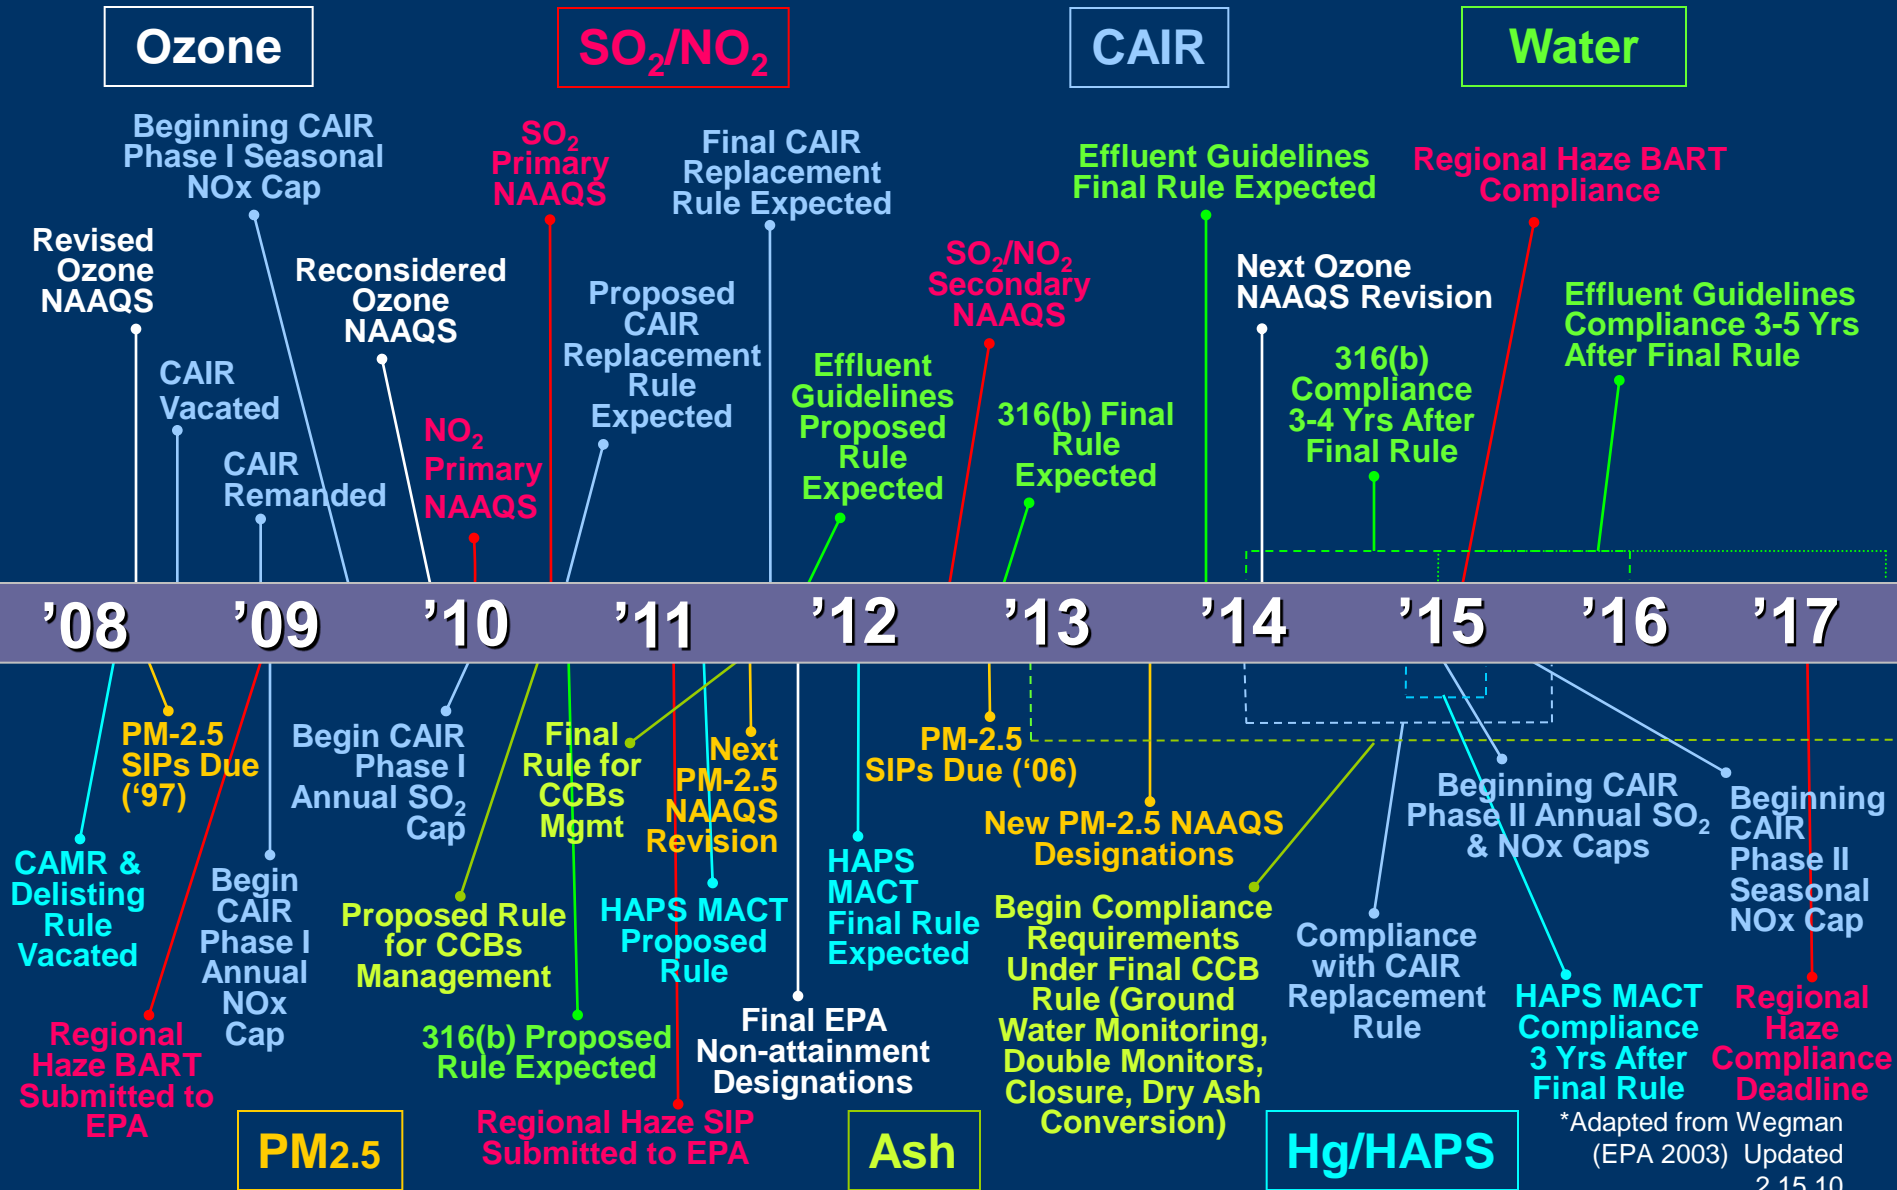 Ozone
SO2/NO2
CAIR
Water
Beginning CAIR
Phase I Seasonal
NOx Cap
SO2
Primary
NAAQS
Final CAIR
Replacement
Rule Expected
Effluent Guidelines
Final Rule Expected
Regional Haze BART
Compliance
Revised
Ozone
NAAQS
Reconsidered
Ozone
NAAQS
Proposed
CAIR
Replacement
Rule
Expected
SO2/NO2
Secondary
NAAQS
Next Ozone
NAAQS Revision
Effluent Guidelines
Compliance 3-5 Yrs
After Final Rule
CAIR
Vacated
Effluent
Guidelines
Proposed
Rule
Expected
316(b)
Compliance
3-4 Yrs After
Final Rule
CAIR
Remanded
NO2
Primary
NAAQS
316(b) Final
Rule
Expected
’08 ’09 ’10 ’11 ’12 ’13 ’14 ’15 ’16 ’17
PM-2.5
SIPs Due
(‘97)
Begin CAIR
Phase I
Annual SO2
Cap
Final
Rule for
CCBs
Mgmt
Next
PM-2.5
NAAQS
Revision
PM-2.5
SIPs Due (‘06)
New PM-2.5 NAAQS
Designations
Beginning CAIR
Phase II Annual SO2
& NOx Caps
Beginning
CAIR
Phase II
Seasonal
NOx Cap
CAMR &
Delisting
Rule
Vacated
Begin
CAIR
Phase I
Annual
NOx
Cap
Proposed Rule
for CCBs
Management
HAPS MACT
Proposed
Rule
HAPS
MACT
Final Rule
Expected
Begin Compliance
Requirements
Under Final CCB
Rule (Ground
Water Monitoring,
Double Monitors,
Closure, Dry Ash
Conversion)
Compliance
with CAIR
Replacement
Rule
HAPS MACT
Compliance
3 Yrs After
Final Rule
Regional
Haze
Compliance
Deadline
Regional
Haze BART
Submitted to
EPA
316(b) Proposed
Rule Expected
Final EPA
Non-attainment
Designations
Regional Haze SIP
Submitted to EPA
PM2.5
Ash
Hg/HAPS
*Adapted from Wegman
(EPA 2003) Updated
2.15.10